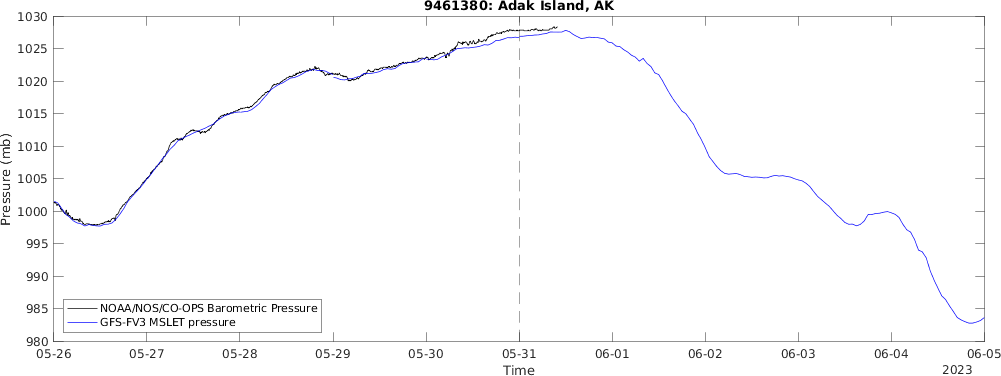 9461380: Adak Island, AK
Pressure (mb)
1030
1025
1020
1015
1010
1005
1000
995
990
985
980
NOAA/NOS/CO-OPS Barometric Pressure
GFS-FV3 MSLET pressure
05-26 05-27 05-28 05-29 05-30 05-31 06-01 06-02 06-03 06-04 06-05
Time
2023